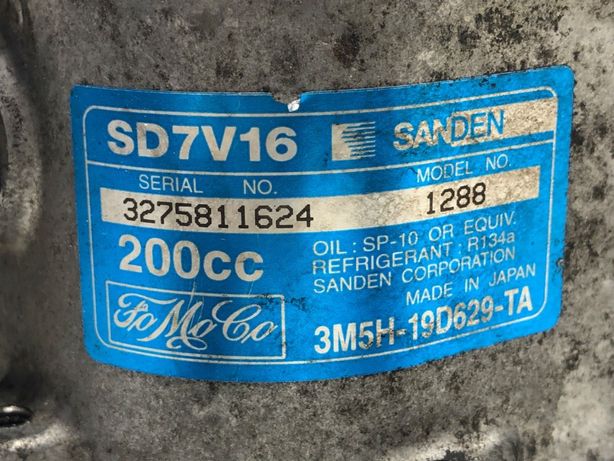 SD7V16 SANDEN
SERIAL NO. MODEL NO.
3275811624 1288
200cc
OIL : SP-10 OR EQUIV.
REFRIGERANT : R134a
SANDEN CORPORATION
MADE IN JAPAN
FoMoCo
3M5H-19D629-TA